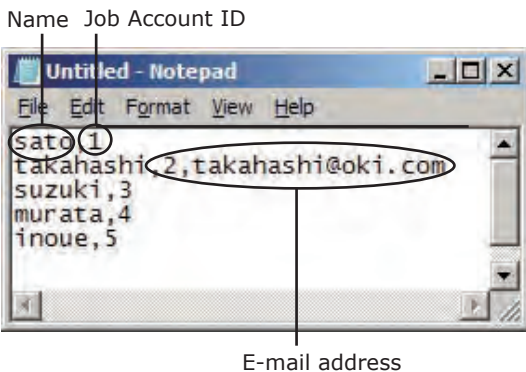 Name Job Account ID
Untitled - Notepad
File Edit Format View Help
sato,1
takahashi,2,takahashi@oki.com
suzuki,3
murata,4
inoue,5
E-mail address